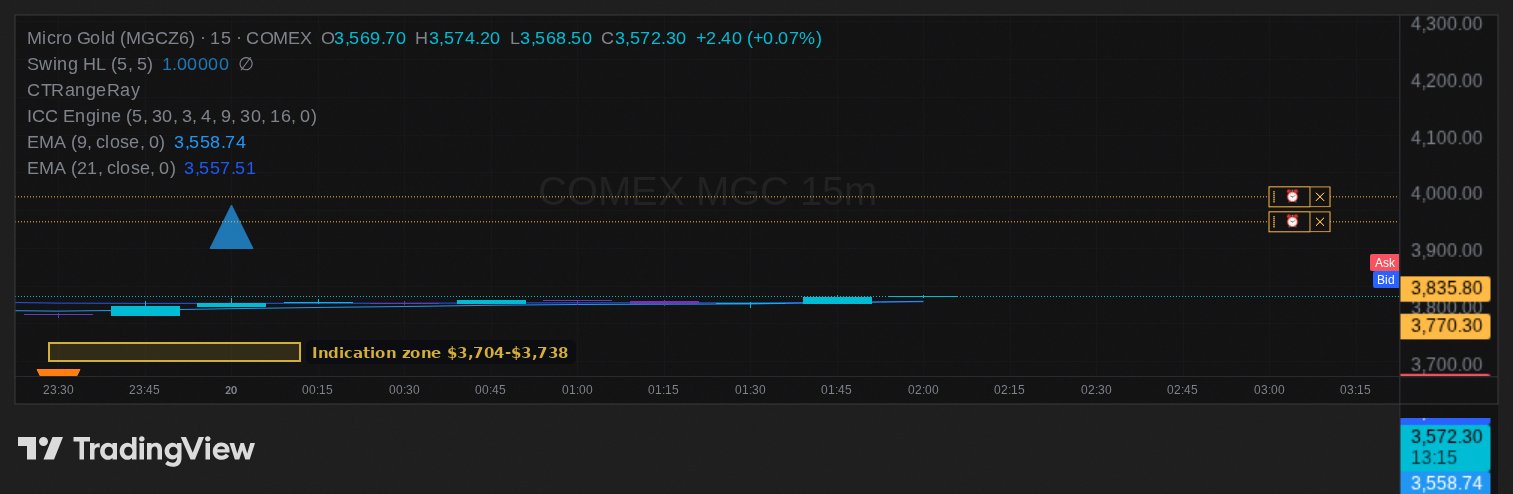 Micro Gold (MGCZ6) · 15 · COMEX O3,569.70 H3,574.20 L3,568.50 C3,572.30 +2.40 (+0.07%)
Swing HL (5, 5) 1.00000 ∅
CTRangeRay
ICC Engine (5, 30, 3, 4, 9, 30, 16, 0)
EMA (9, close, 0) 3,558.74
EMA (21, close, 0) 3,557.51
COMEX MGC 15m
4,300.00
4,200.00
4,100.00
4,000.00
3,900.00
Ask
Bid
3,835.80
3,800.00
3,770.30
3,700.00
Indication zone $3,704-$3,738
23:30 23:45 20 00:15 00:30 00:45 01:00 01:15 01:30 01:45 02:00 02:15 02:30 02:45 03:00 03:15
TradingView
3,572.30
13:15
3,558.74